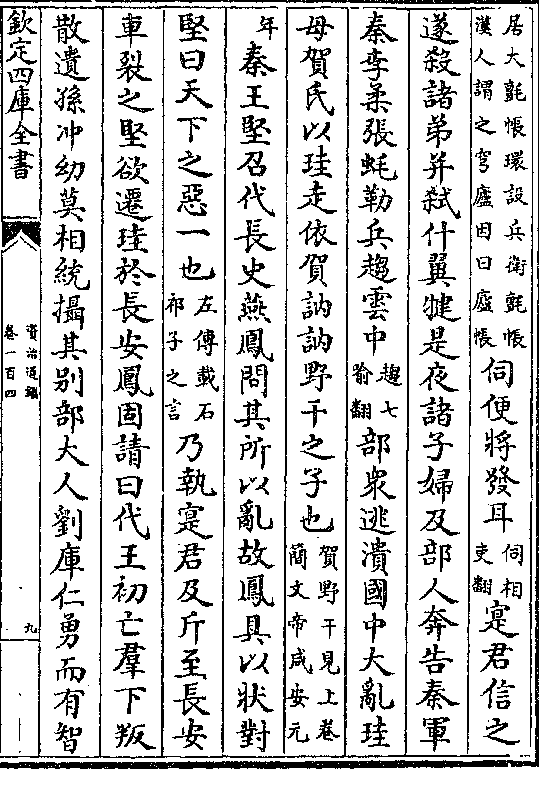 居大氈帳環設兵衛氈帳
漢人謂之穹廬因曰廬帳
伺便將發耳
伺相
吏翻
寔君信之
遂殺諸弟并弑什翼犍是夜諸子婦及部人奔告秦軍
秦李柔張蚝勒兵趨雲中
趨七
喻翻
部衆逃潰國中大亂珪
母賀氏以珪走依賀訥訥野干之子也
賀野干見上卷
簡文帝咸安元
年
秦王堅召代長史燕鳳問其所以亂故鳳具以狀對
堅曰天下之惡一也
左傳載石
祁子之言
乃執寔君及斤至長安
車裂之堅欲遷珪於長安鳳固請曰代王初亡羣下叛
散遺孫冲幼莫相統攝其别部大人劉庫仁勇而有智
欽定四庫全書
資治通鑑
卷一百四
九